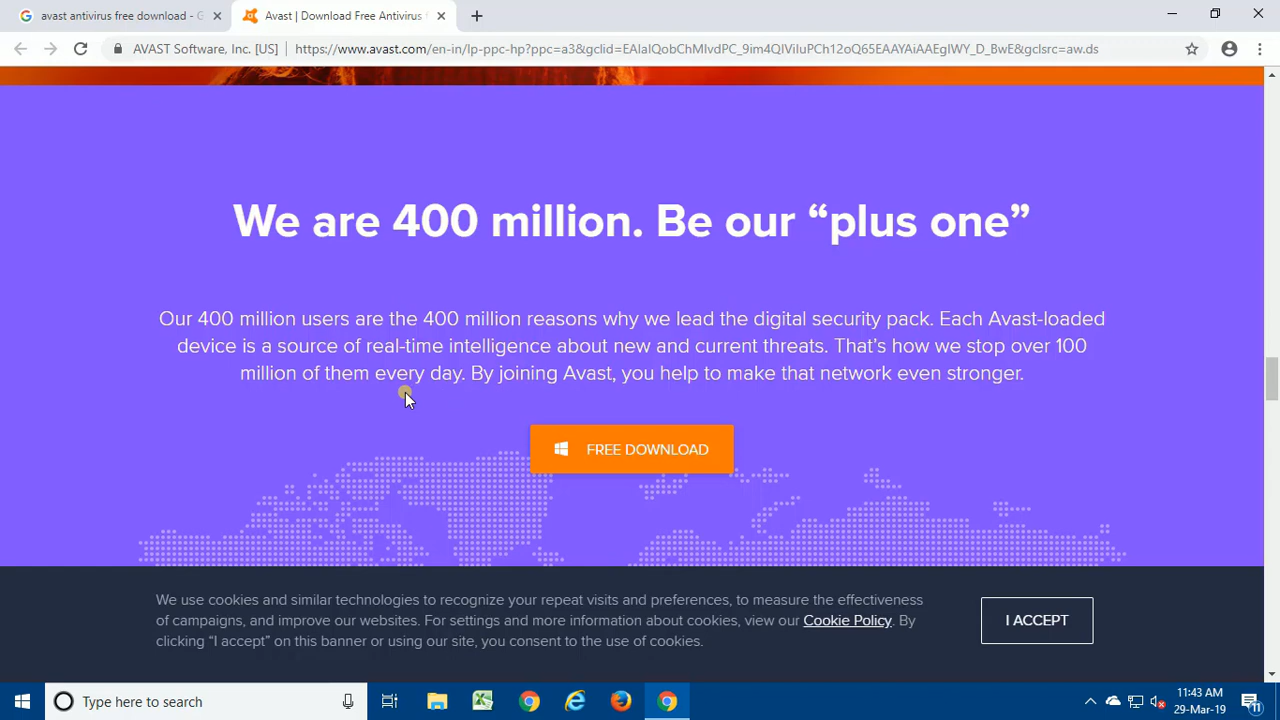 avast antivirus free download - G
Avast | Download Free Antivirus
AVAST Software, Inc. [US]
https://www.avast.com/en-in/lp-ppc-hp?ppc=a3&gclid=EAIaIQobChMIvdPC_9im4QIViIuPCh12oQ65EAAYAiAAEgIWY_D_BwE&gclsrc=aw.ds
We are 400 million. Be our “plus one”
Our 400 million users are the 400 million reasons why we lead the digital security pack. Each Avast-loaded
device is a source of real-time intelligence about new and current threats. That’s how we stop over 100
million of them every day. By joining Avast, you help to make that network even stronger.
FREE DOWNLOAD
We use cookies and similar technologies to recognize your repeat visits and preferences, to measure the effectiveness
of campaigns, and improve our websites. For settings and more information about cookies, view our Cookie Policy. By
clicking “I accept” on this banner or using our site, you consent to the use of cookies.
I ACCEPT
Type here to search
11:43 AM
29-Mar-19
11